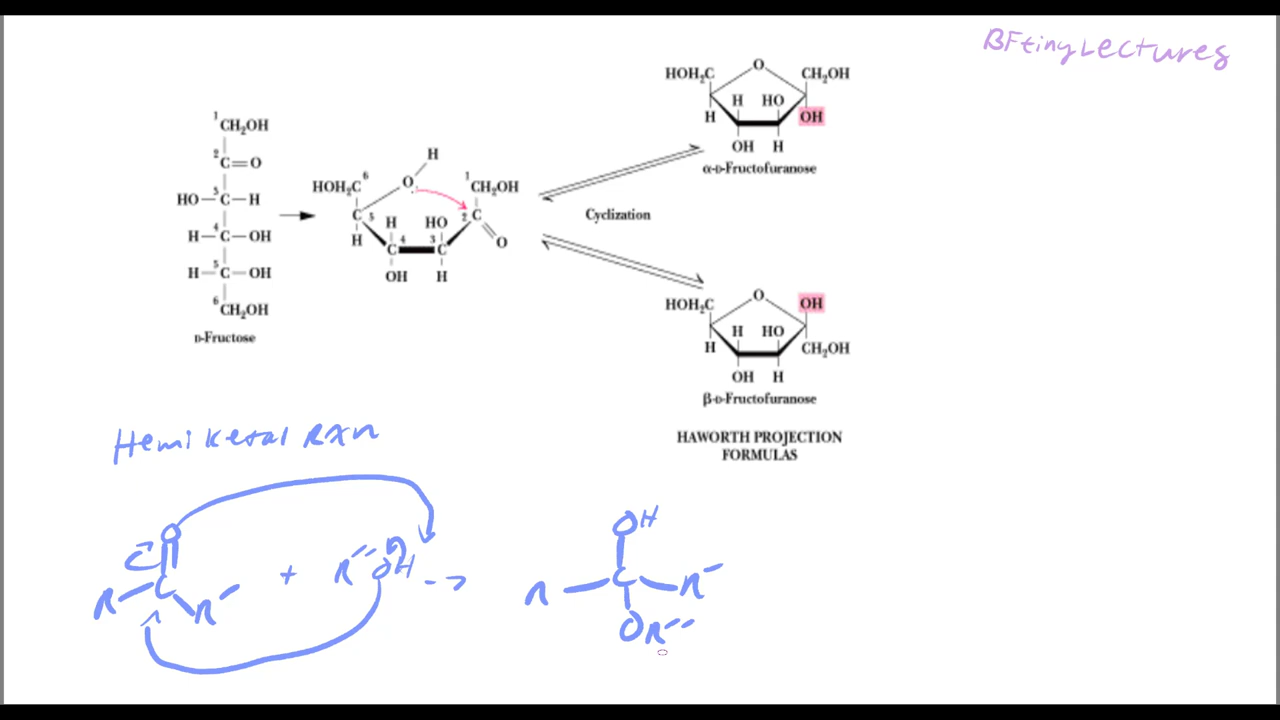 BFtinyLectures
1
CH2OH
2
C=O
3
HO—C—H
4
H—C—OH
5
H—C—OH
6
CH2OH
D-Fructose
H
HOH2C 6
O:
1
CH2OH
C 5
H
HO
2 C
O
H
C 4
3 C
OH
H
Cyclization
HOH2C
O
CH2OH
H
HO
H
OH
OH
H
α-D-Fructofuranose
HOH2C
O
OH
H
HO
H
CH2OH
OH
H
β-D-Fructofuranose
HAWORTH PROJECTION
FORMULAS
Hemi Ketal RXN
O
C
R
R'
+
R''OH
→
OH
R
C
R'
OR''